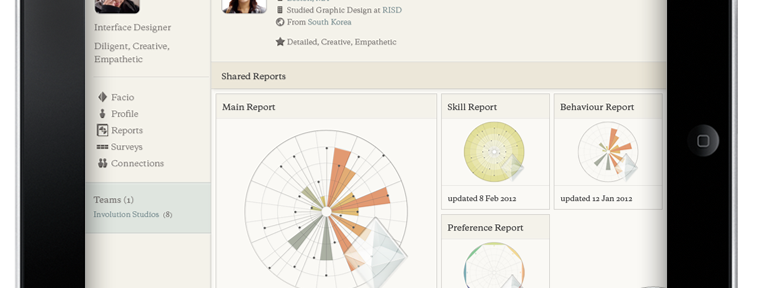 Interface Designer
Diligent, Creative,
Empathetic
Facio
Profile
Reports
Surveys
Connections
Teams (1)
Involution Studios (8)
Studied Graphic Design at RISD
From South Korea
Detailed, Creative, Empathetic
Shared Reports
Main Report
Skill Report
updated 8 Feb 2012
Behaviour Report
updated 12 Jan 2012
Preference Report